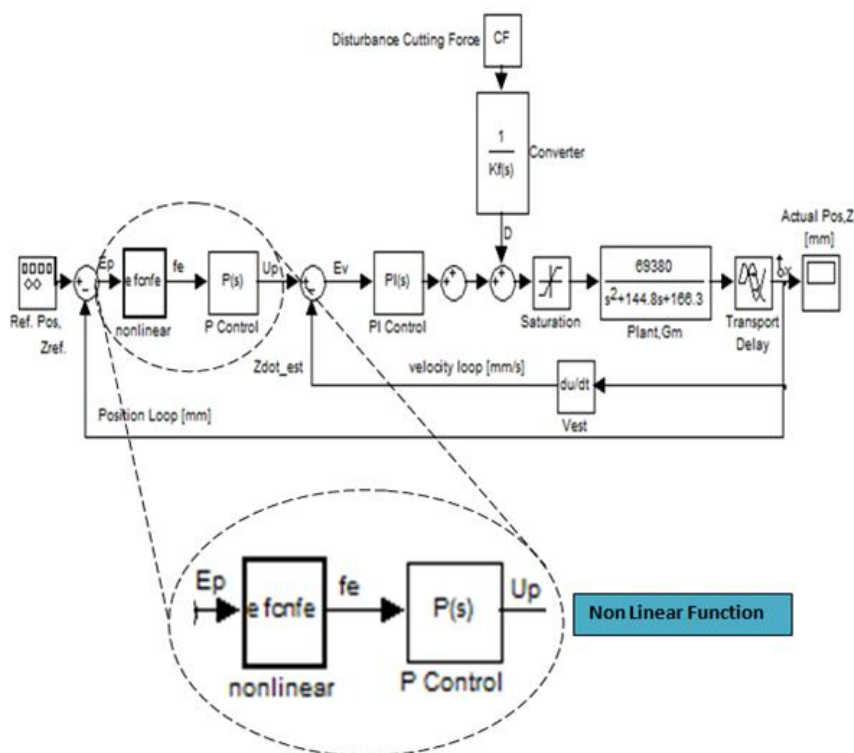 Disturbance Cutting Force
CF
1
Kf(s)
Converter
D
Actual Pos,Z
[mm]
Ep
fe
Up
Ev
e fcnfe
P(s)
PI(s)
69380
s2+144.8s+166.3
Ref. Pos,
Zref.
nonlinear
P Control
PI Control
Saturation
Plant,Gm
Transport
Delay
Zdot_est
velocity loop [mm/s]
du/dt
Vest
Position Loop [mm]
Ep
fe
Up
e fcnfe
P(s)
nonlinear
P Control
Non Linear Function